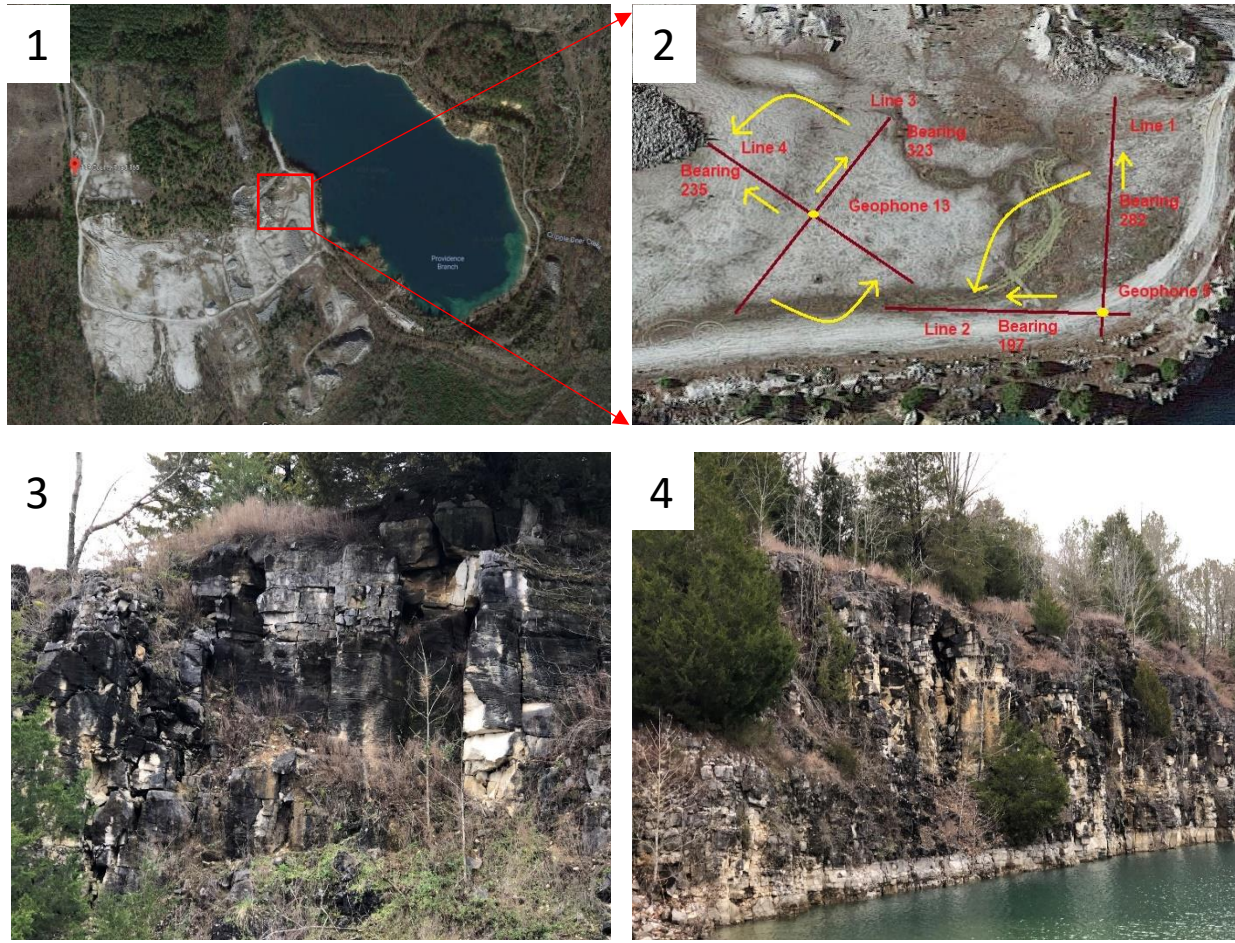 1
Providence
Branch
2
Line 3
Line 1
Bearing
323
Line 4
Bearing
235
Geophone 13
Bearing
282
Geophone
Line 2
Bearing
197
3
4